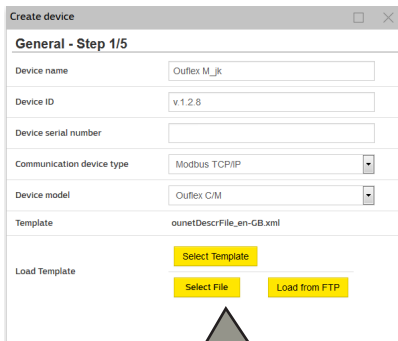 Create device
General - Step 1/5
Device name Ouflex M_jk
Device ID v.1.2.8
Device serial number
Communication device type Modbus TCP/IP
Device model Ouflex C/M
Template ounetDescrFile_en-GB.xml
Load Template
Select Template
Select File Load from FTP